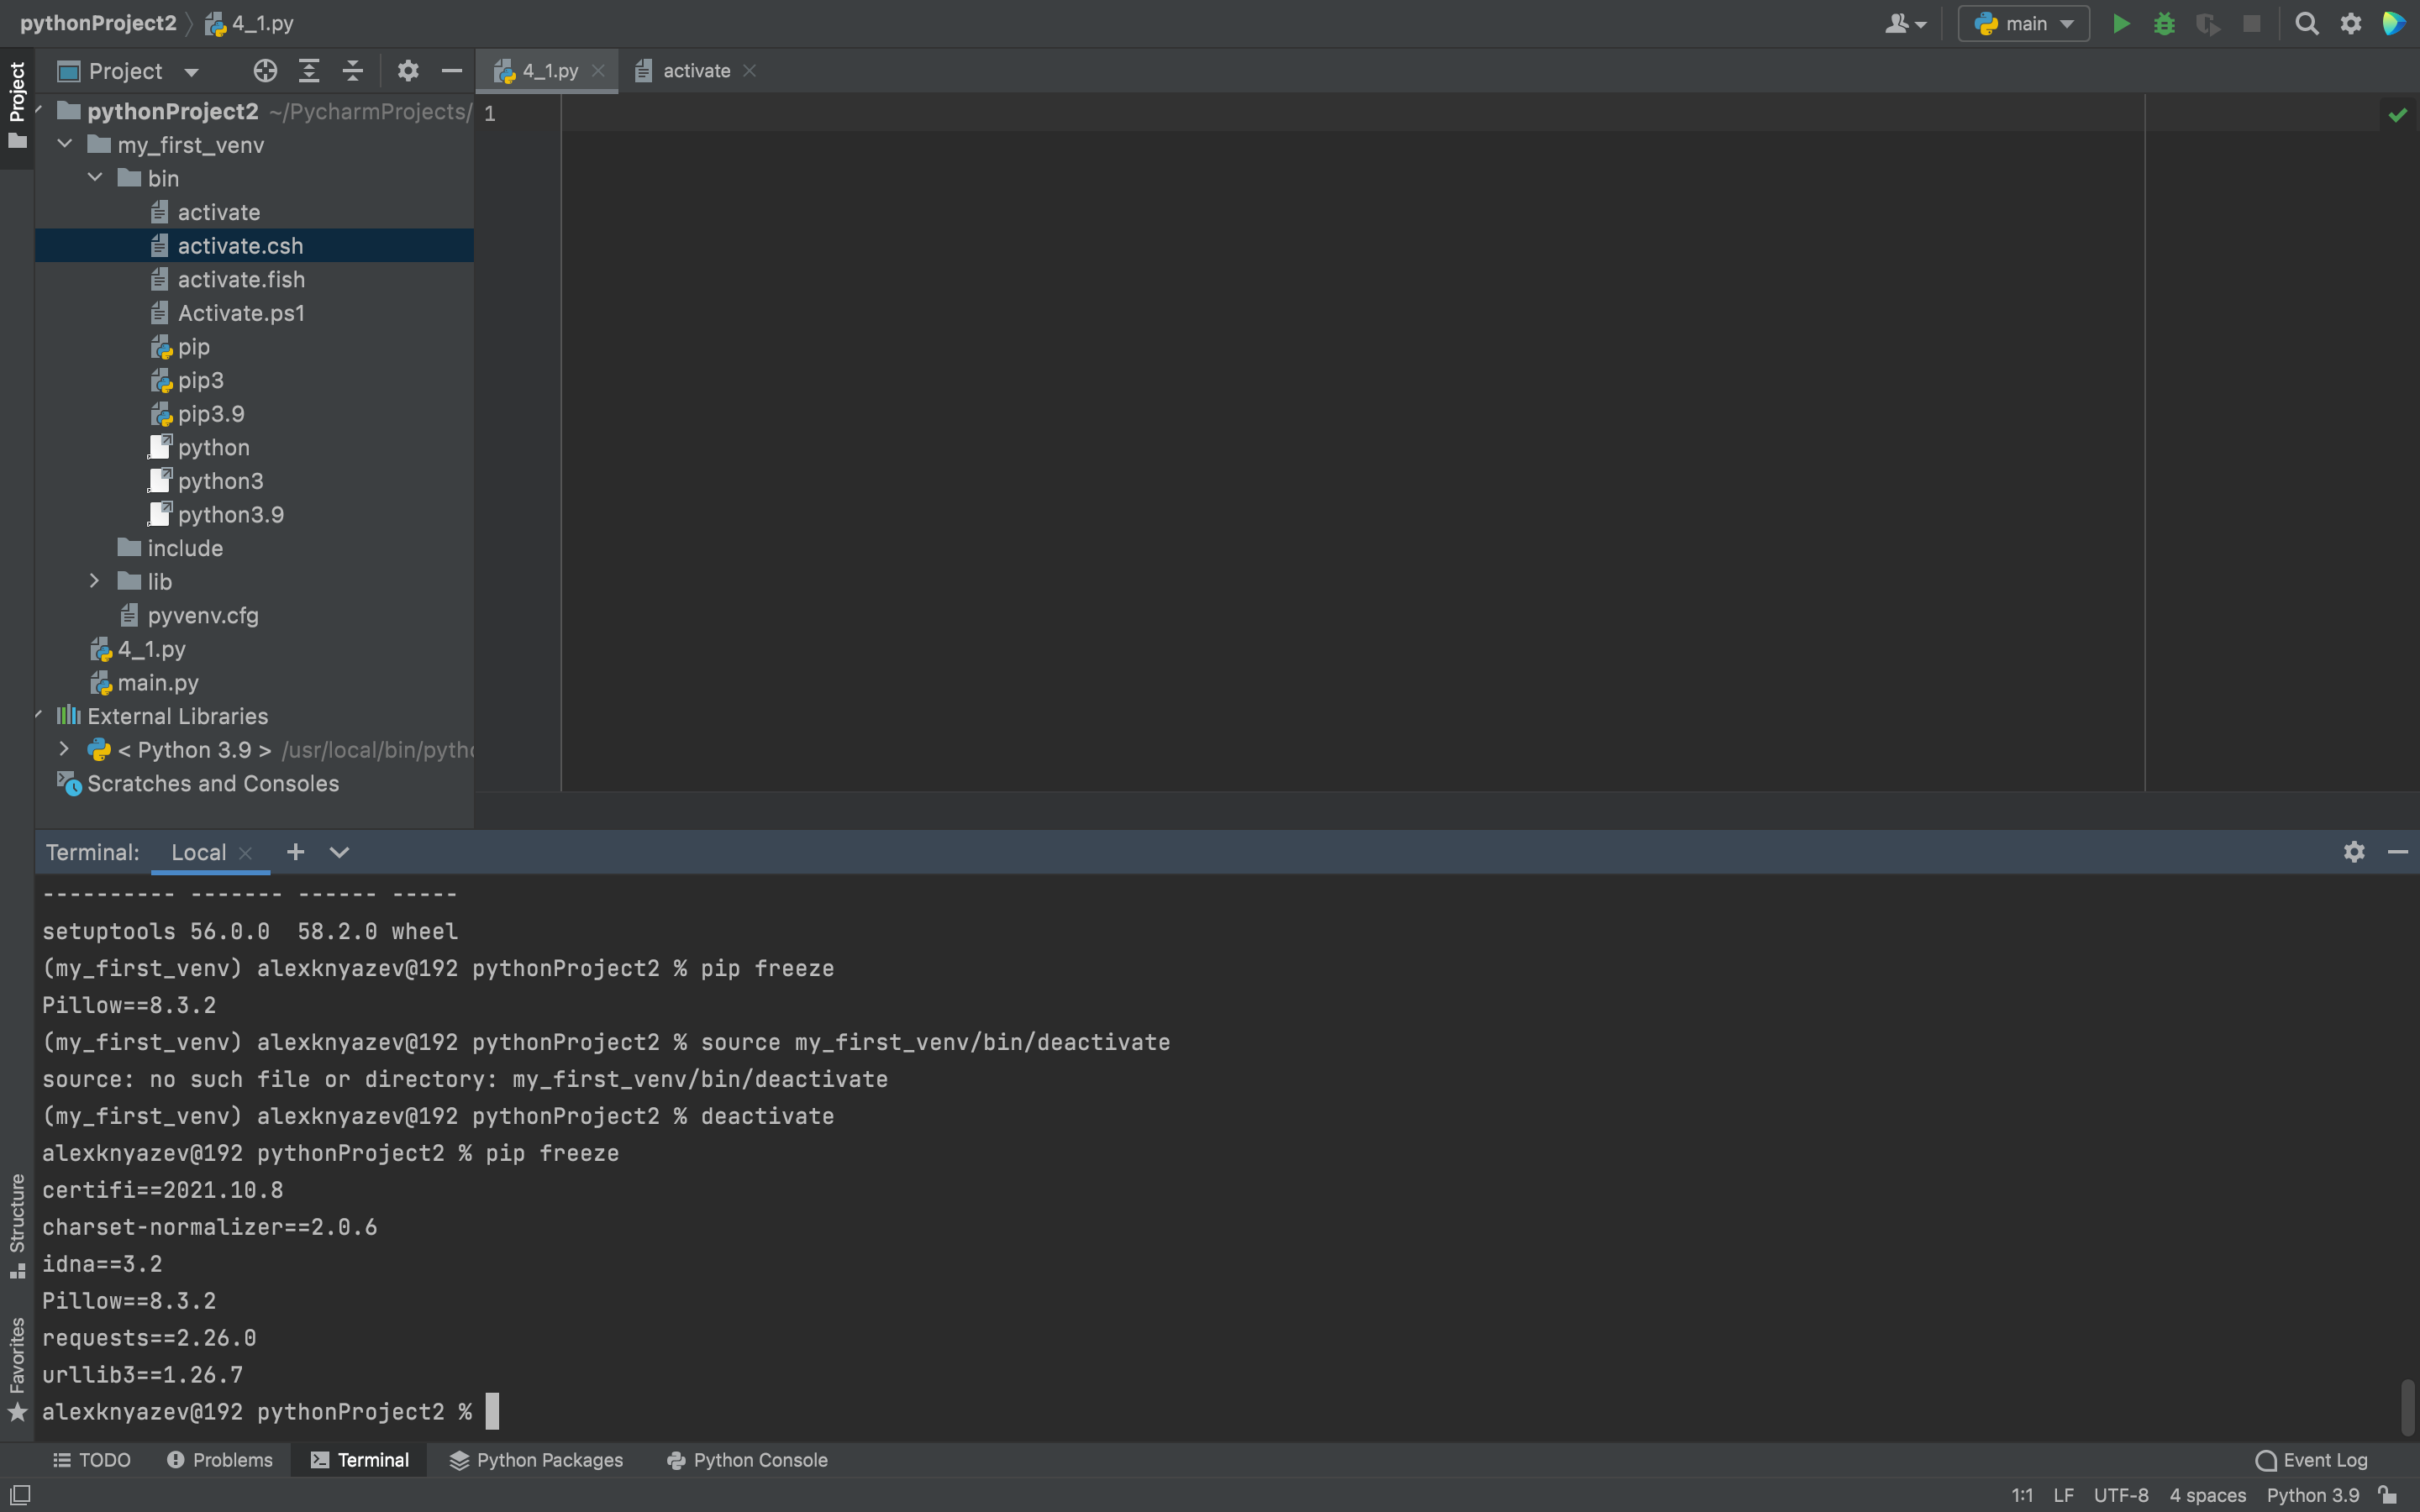 pythonProject2 〉 4_1.py
main
Project
Project
4_1.py
activate
pythonProject2 ~/PycharmProjects/
my_first_venv
bin
activate
activate.csh
activate.fish
Activate.ps1
pip
pip3
pip3.9
python
python3
python3.9
include
lib
pyvenv.cfg
4_1.py
main.py
External Libraries
< Python 3.9 > /usr/local/bin/pytho
Scratches and Consoles
1
Structure
Favorites
Terminal: Local
---------- ------- ------ -----
setuptools 56.0.0  58.2.0 wheel
(my_first_venv) alexknyazev@192 pythonProject2 % pip freeze
Pillow==8.3.2
(my_first_venv) alexknyazev@192 pythonProject2 % source my_first_venv/bin/deactivate
source: no such file or directory: my_first_venv/bin/deactivate
(my_first_venv) alexknyazev@192 pythonProject2 % deactivate
alexknyazev@192 pythonProject2 % pip freeze
certifi==2021.10.8
charset-normalizer==2.0.6
idna==3.2
Pillow==8.3.2
requests==2.26.0
urllib3==1.26.7
alexknyazev@192 pythonProject2 %
TODO Problems Terminal Python Packages Python Console Event Log
1:1 LF UTF-8 4 spaces Python 3.9